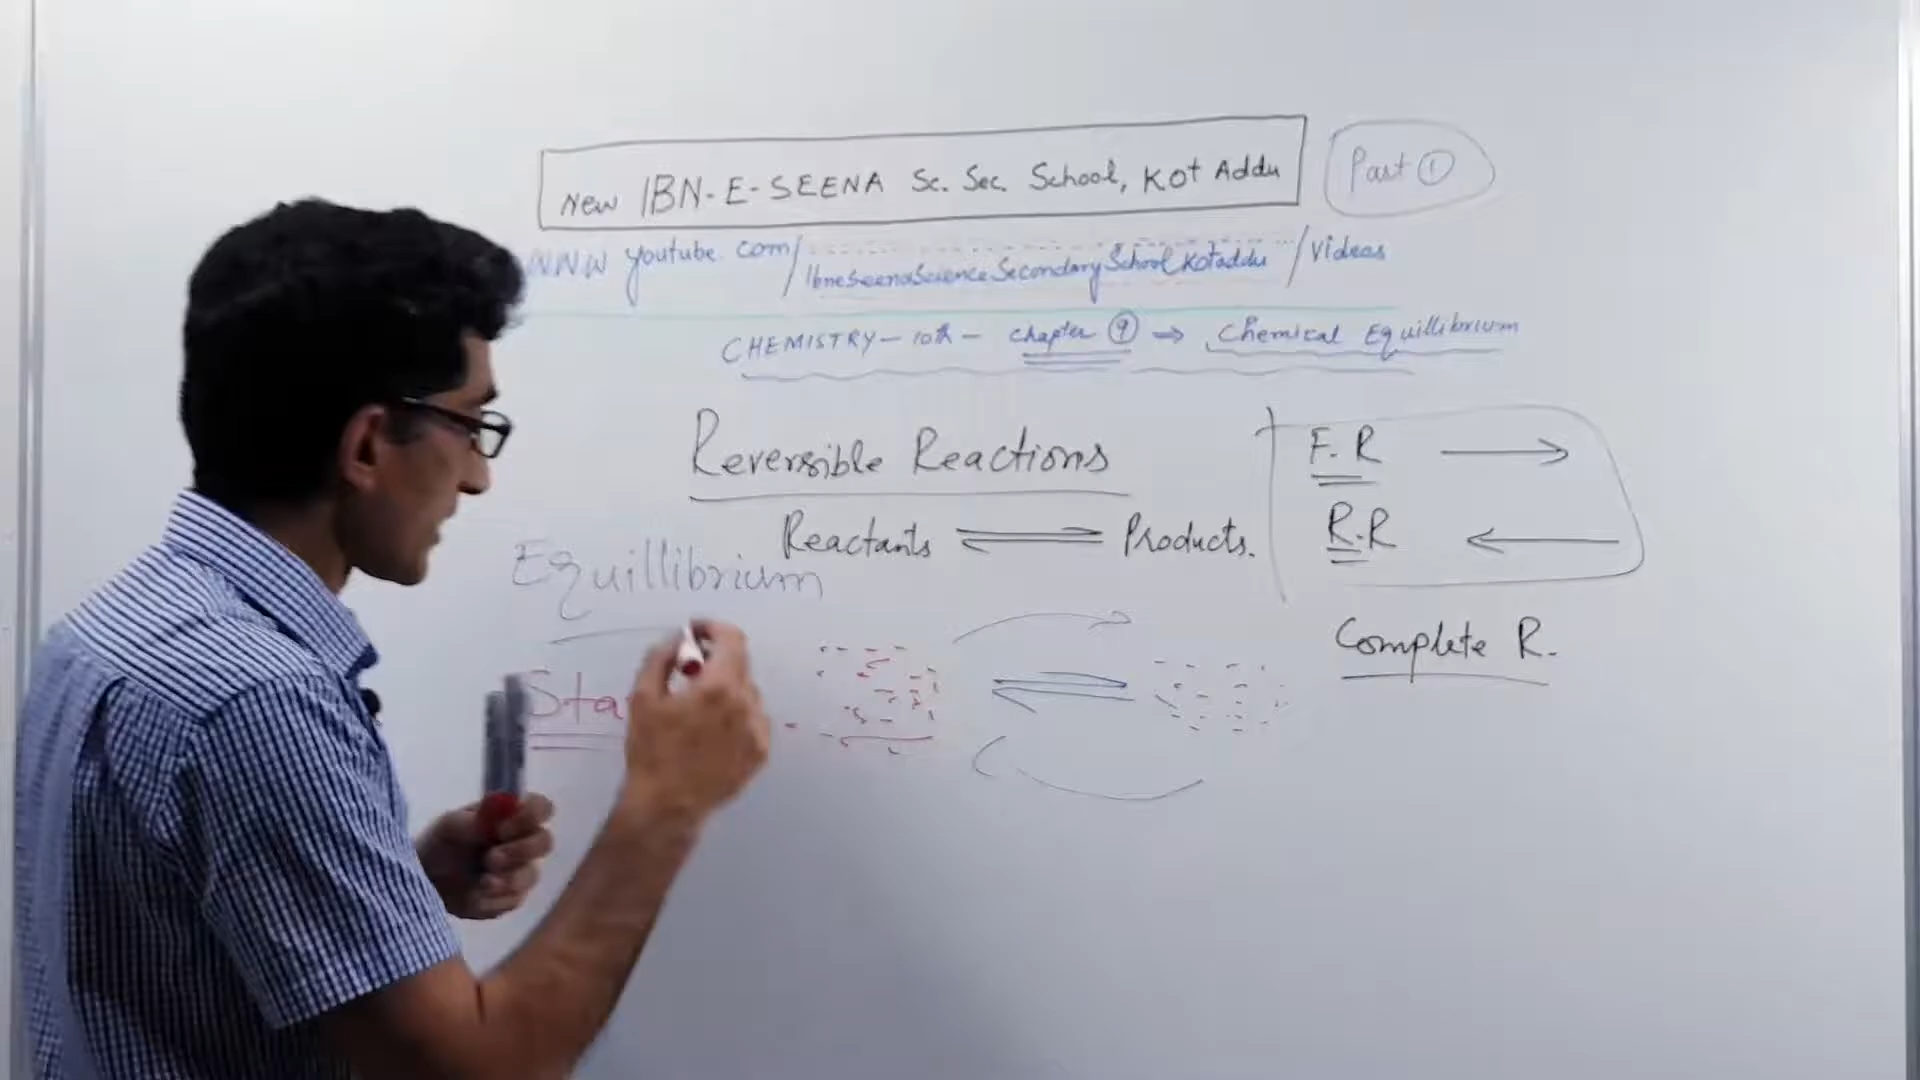 New IBN-E-SEENA Sc. Sec. School, Kot Addu
Part ①
WWW youtube.com/IbneSeenaScienceSecondarySchoolKotaddu/Videos
CHEMISTRY - 10th - Chapter ⑨ → Chemical Equillibrium
Reversible Reactions
F.R →
Reactants ⇌ Products.
R.R ←
Equillibrium
Complete R.